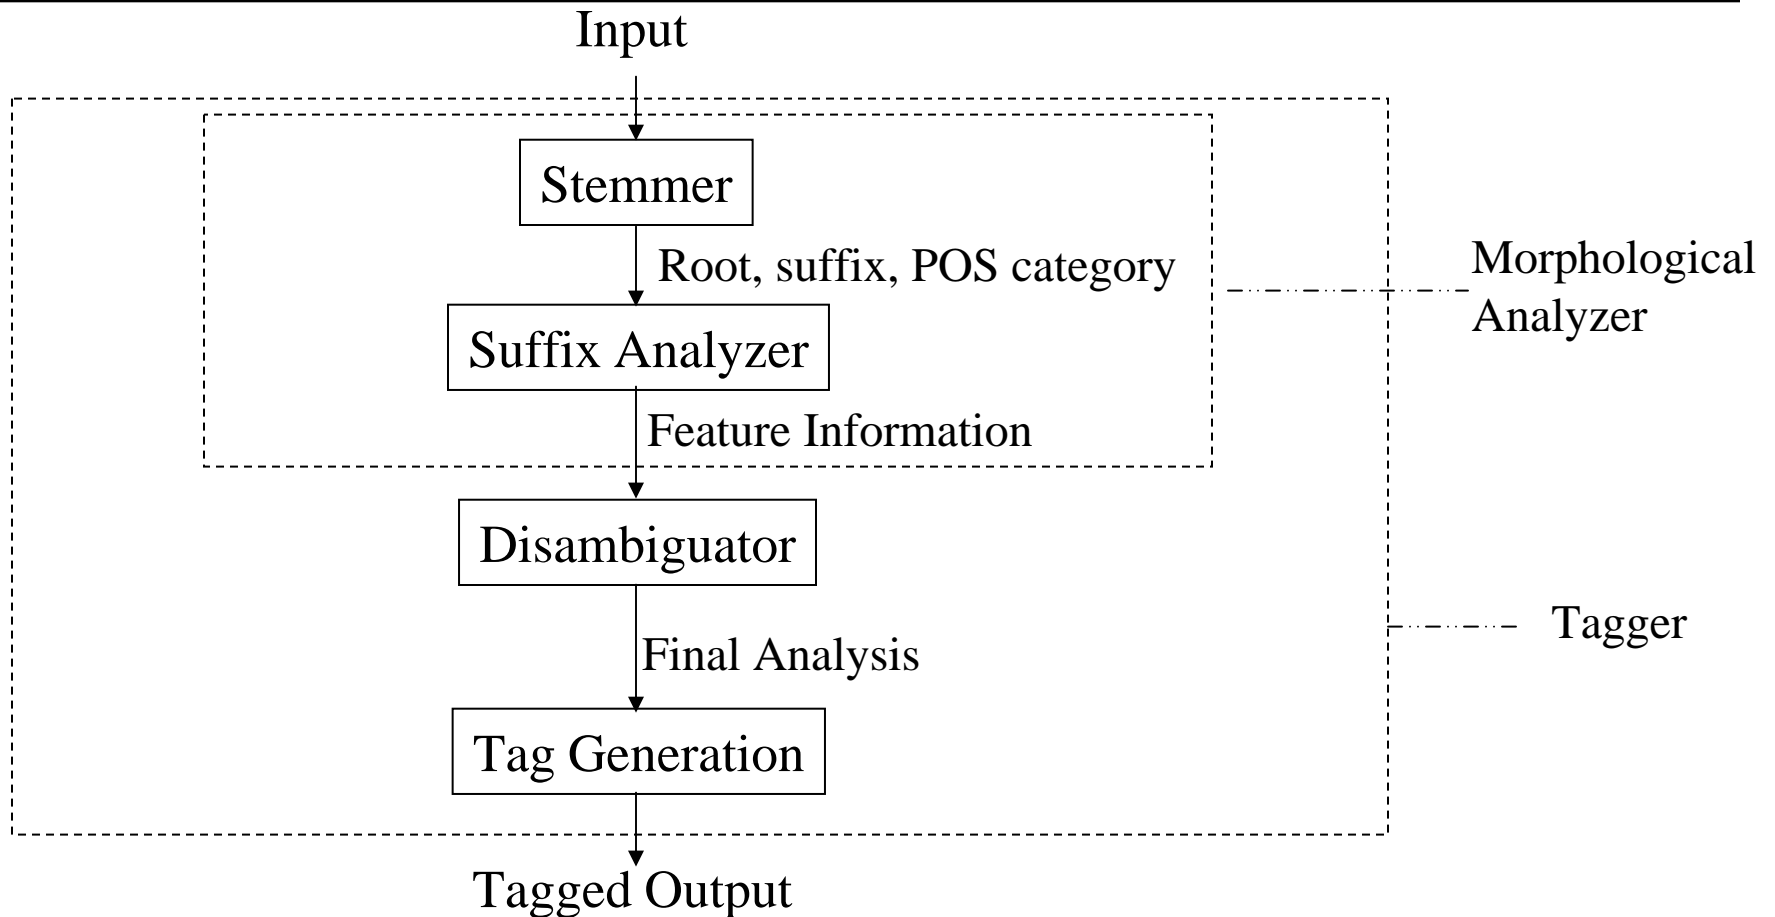 Input
Stemmer
Root, suffix, POS category
Morphological
Analyzer
Suffix Analyzer
Feature Information
Disambiguator
Tagger
Final Analysis
Tag Generation
Tagged Output